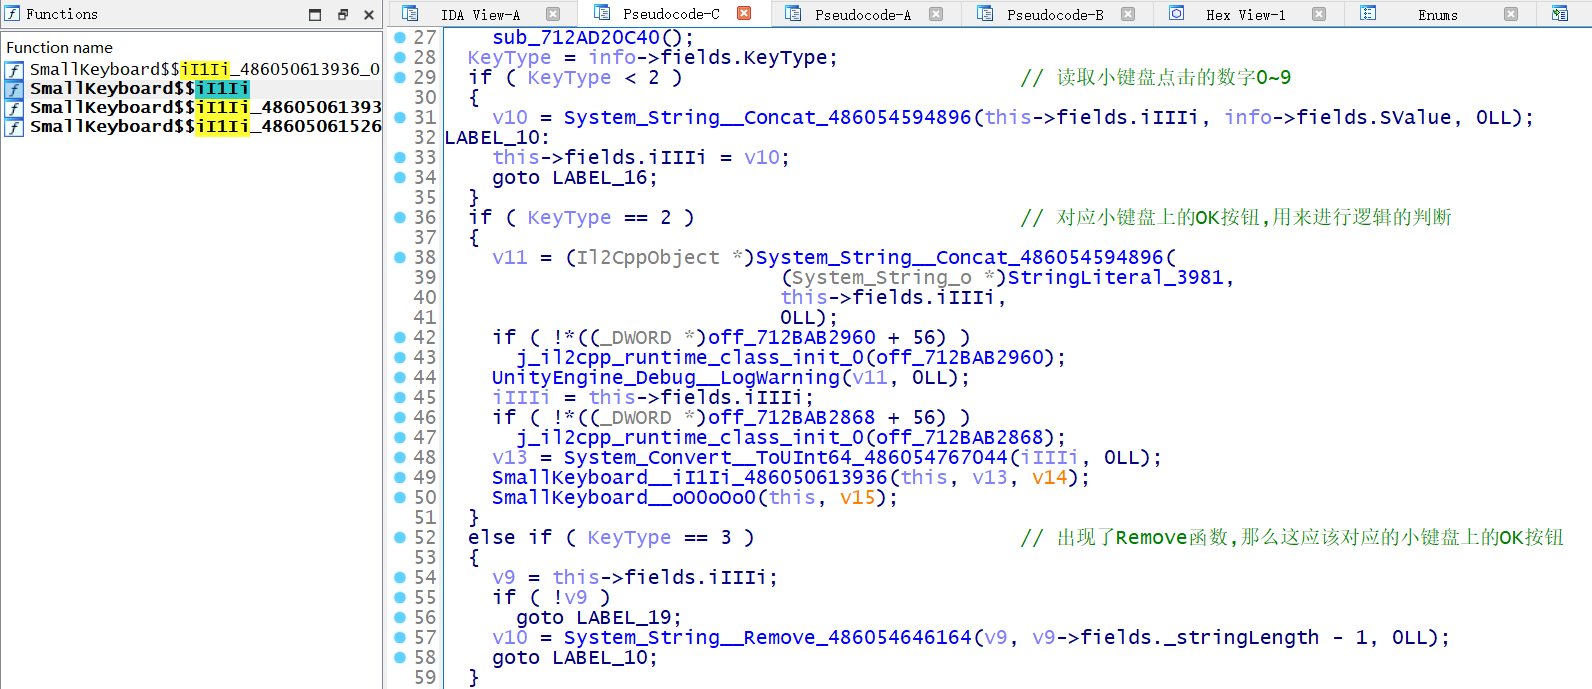 Functions
Function name
SmallKeyboard$$iI1Ii_486050613936_0
SmallKeyboard$$iI1Ii
SmallKeyboard$$iI1Ii_48605061393
SmallKeyboard$$iI1Ii_48605061526
IDA View-A
Pseudocode-C
Pseudocode-A
Pseudocode-B
Hex View-1
Enums
27 sub_712AD20C40();
28 KeyType = info->fields.KeyType;
29 if ( KeyType < 2 ) // 读取小键盘点击的数字0~9
30 {
31 v10 = System_String__Concat_486054594896(this->fields.iIIIi, info->fields.SValue, 0LL);
32 LABEL_10:
33 this->fields.iIIIi = v10;
34 goto LABEL_16;
35 }
36 if ( KeyType == 2 ) // 对应小键盘上的OK按钮,用来进行逻辑的判断
37 {
38 v11 = (Il2CppObject *)System_String__Concat_486054594896(
39 (System_String_o *)StringLiteral_3981,
40 this->fields.iIIIi,
41 0LL);
42 if ( !*((_DWORD *)off_712BAB2960 + 56) )
43 j_il2cpp_runtime_class_init_0(off_712BAB2960);
44 UnityEngine_Debug__LogWarning(v11, 0LL);
45 iIIIi = this->fields.iIIIi;
46 if ( !*((_DWORD *)off_712BAB2868 + 56) )
47 j_il2cpp_runtime_class_init_0(off_712BAB2868);
48 v13 = System_Convert__ToUInt64_486054767044(iIIIi, 0LL);
49 SmallKeyboard__iI1Ii_486050613936(this, v13, v14);
50 SmallKeyboard__oO0oOo0(this, v15);
51 }
52 else if ( KeyType == 3 ) // 出现了Remove函数,那么这应该对应的小键盘上的OK按钮
53 {
54 v9 = this->fields.iIIIi;
55 if ( !v9 )
56 goto LABEL_19;
57 v10 = System_String__Remove_486054646164(v9, v9->fields._stringLength - 1, 0LL);
58 goto LABEL_10;
59 }